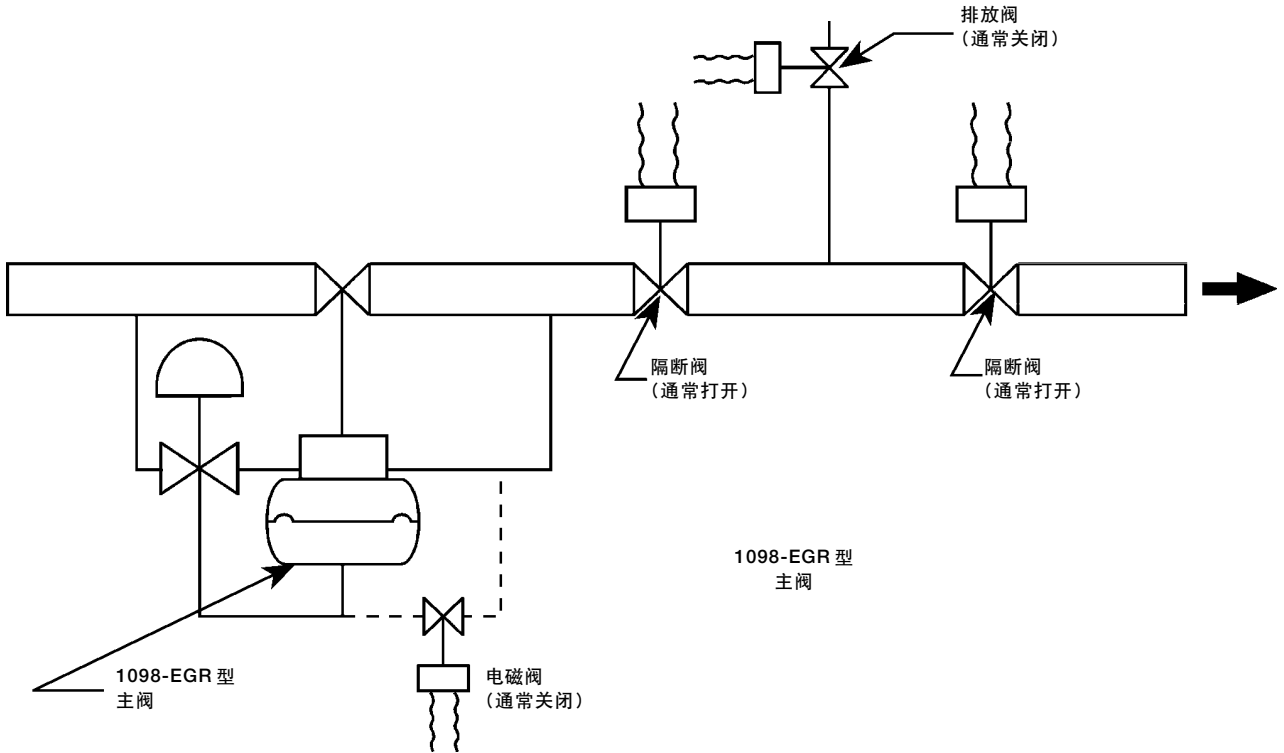 排放阀
（通常关闭）
隔断阀
（通常打开）
隔断阀
（通常打开）
1098-EGR 型
主阀
1098-EGR 型
主阀
电磁阀
（通常关闭）